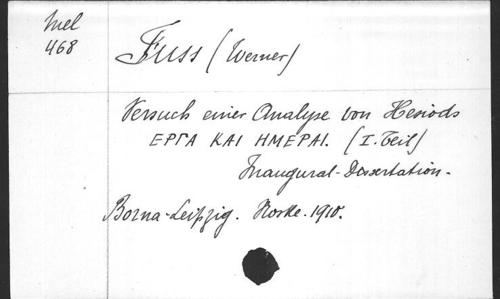 Mel
468
Fuss (Werner)
Versuch einer Analyse von Hesiods
ΕΡΓΑ ΚΑΙ ΗΜΕΡΑΙ. (I. Teil)
Inaugural-Dissertation.
Borna-Leipzig. Noske. 1910.